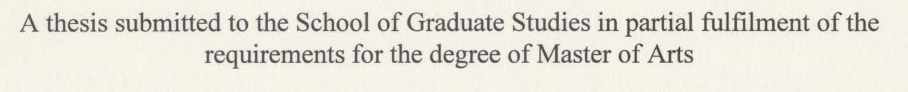 A thesis submitted to the School of Graduate Studies in partial fulfilment of the
requirements for the degree of Master of Arts